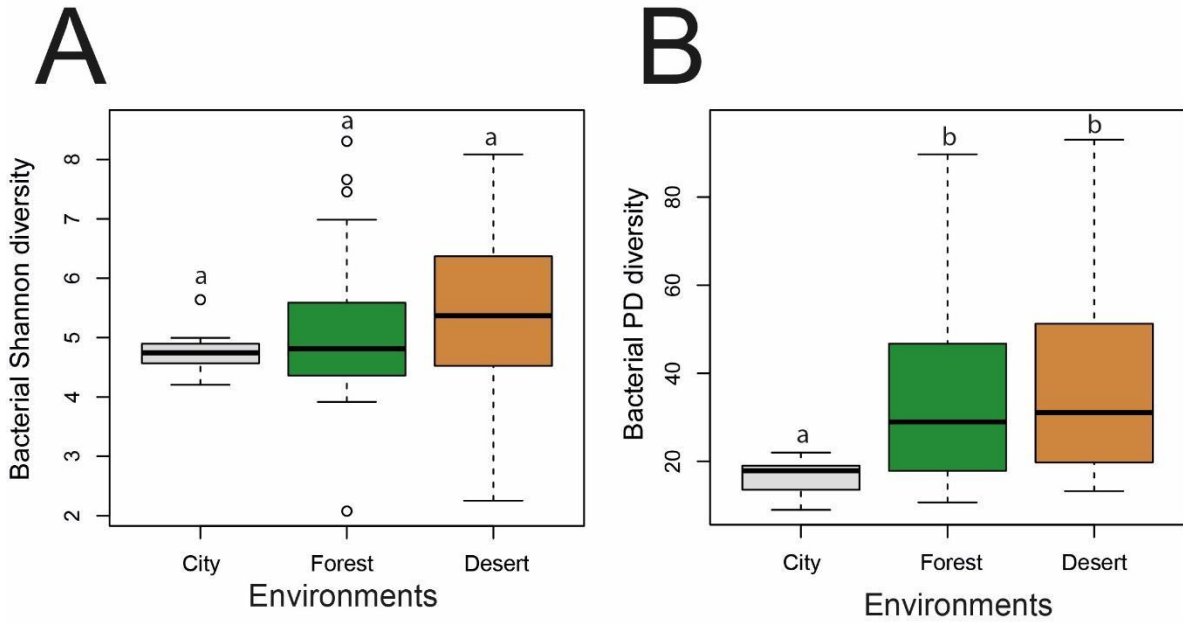 A
Bacterial Shannon diversity
8
7
6
5
4
3
2
a
a
a
City
Forest
Desert
Environments
B
Bacterial PD diversity
80
60
40
20
a
b
b
City
Forest
Desert
Environments